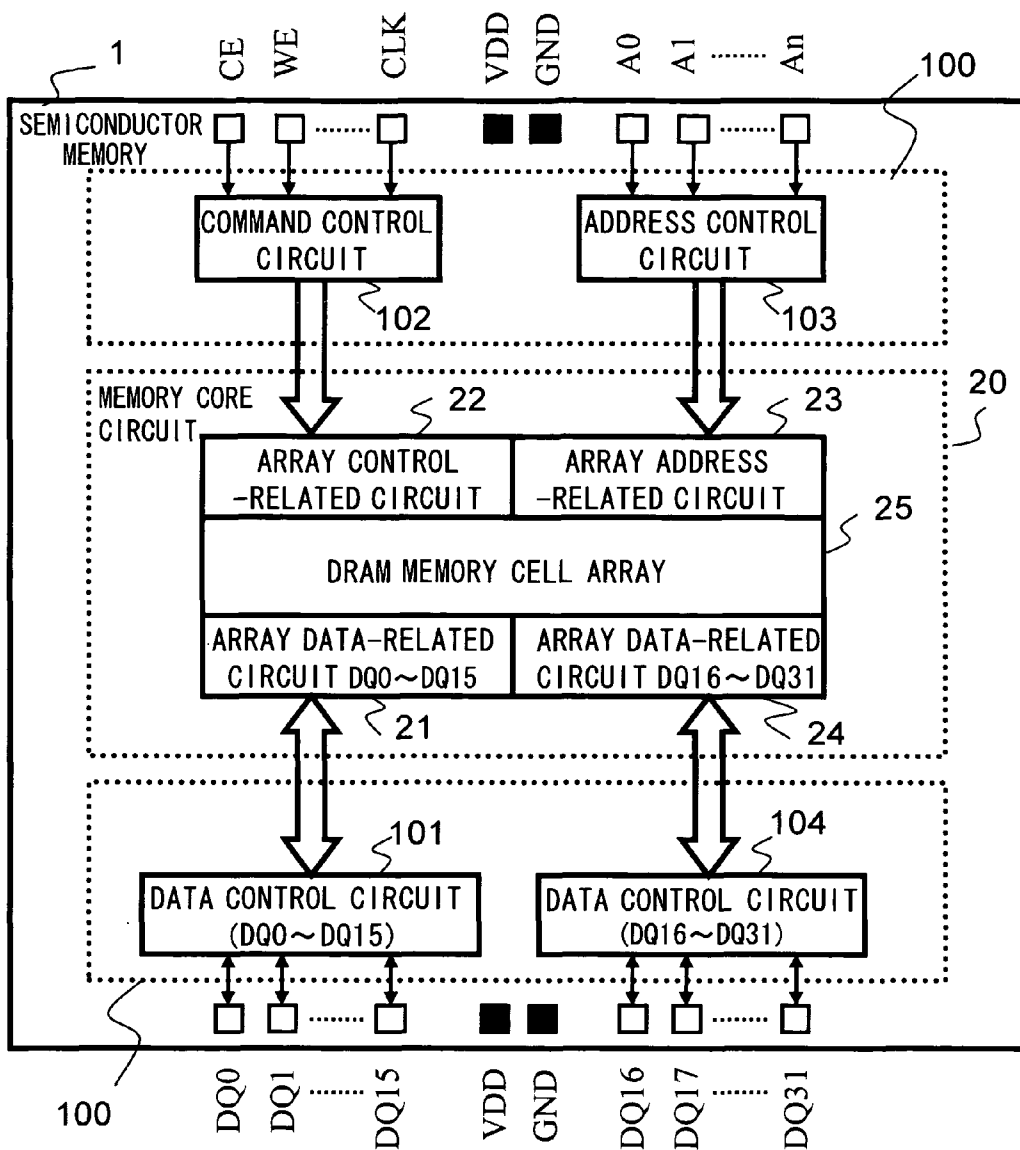 1
CE WE CLK VDD GND A0 A1 ········ An
100
SEMICONDUCTOR
MEMORY
········ ········
COMMAND CONTROL
CIRCUIT
ADDRESS CONTROL
CIRCUIT
102
103
20
MEMORY CORE
CIRCUIT
22
23
ARRAY CONTROL
-RELATED CIRCUIT
ARRAY ADDRESS
-RELATED CIRCUIT
25
DRAM MEMORY CELL ARRAY
ARRAY DATA-RELATED
CIRCUIT DQ0～DQ15
ARRAY DATA-RELATED
CIRCUIT DQ16～DQ31
21
24
101
104
DATA CONTROL CIRCUIT
(DQ0～DQ15)
DATA CONTROL CIRCUIT
(DQ16～DQ31)
········ ········
100
DQ0 DQ1 ········ DQ15 VDD GND DQ16 DQ17 ········ DQ31